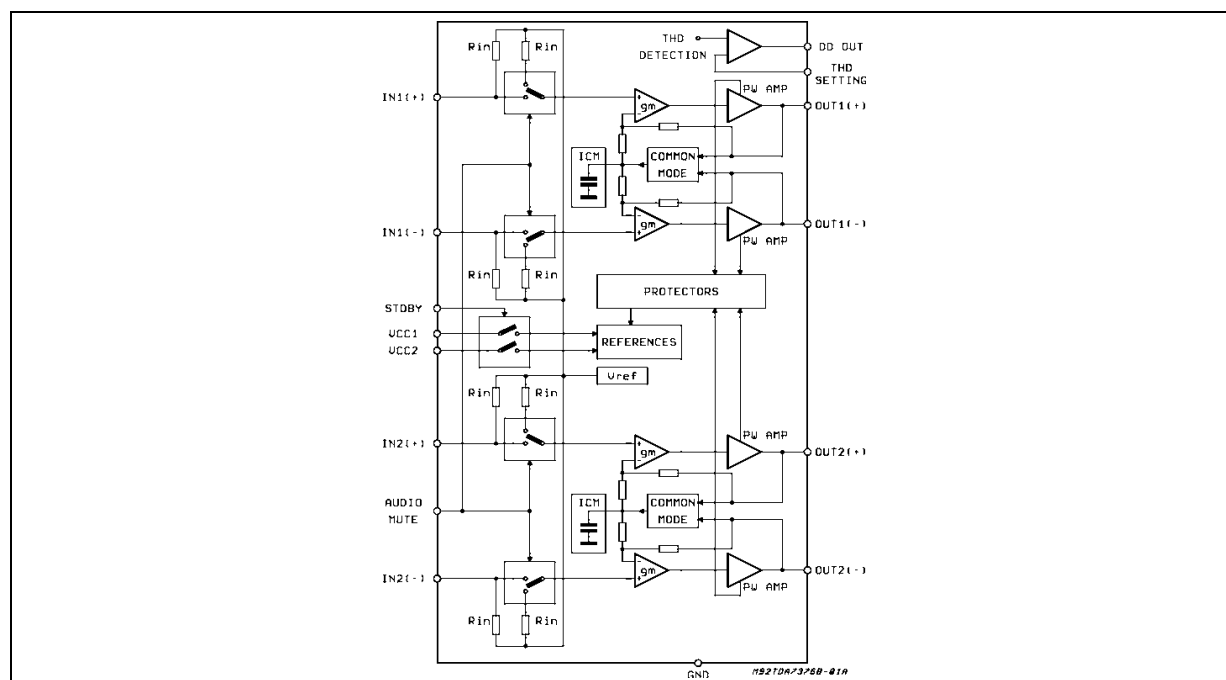 THD
DETECTION
DD OUT
THD
SETTING
Rin Rin
IN1(+)
gm
PW AMP
OUT1(+)
ICM
COMMON
MODE
IN1(-)
gm
PW AMP
OUT1(-)
Rin Rin
PROTECTORS
STDBY
VCC1
VCC2
REFERENCES
Vref
Rin Rin
PW AMP
IN2(+)
gm
OUT2(+)
AUDIO
MUTE
ICM
COMMON
MODE
IN2(-)
gm
PW AMP
OUT2(-)
Rin Rin
GND
M92TDA7376B-01A